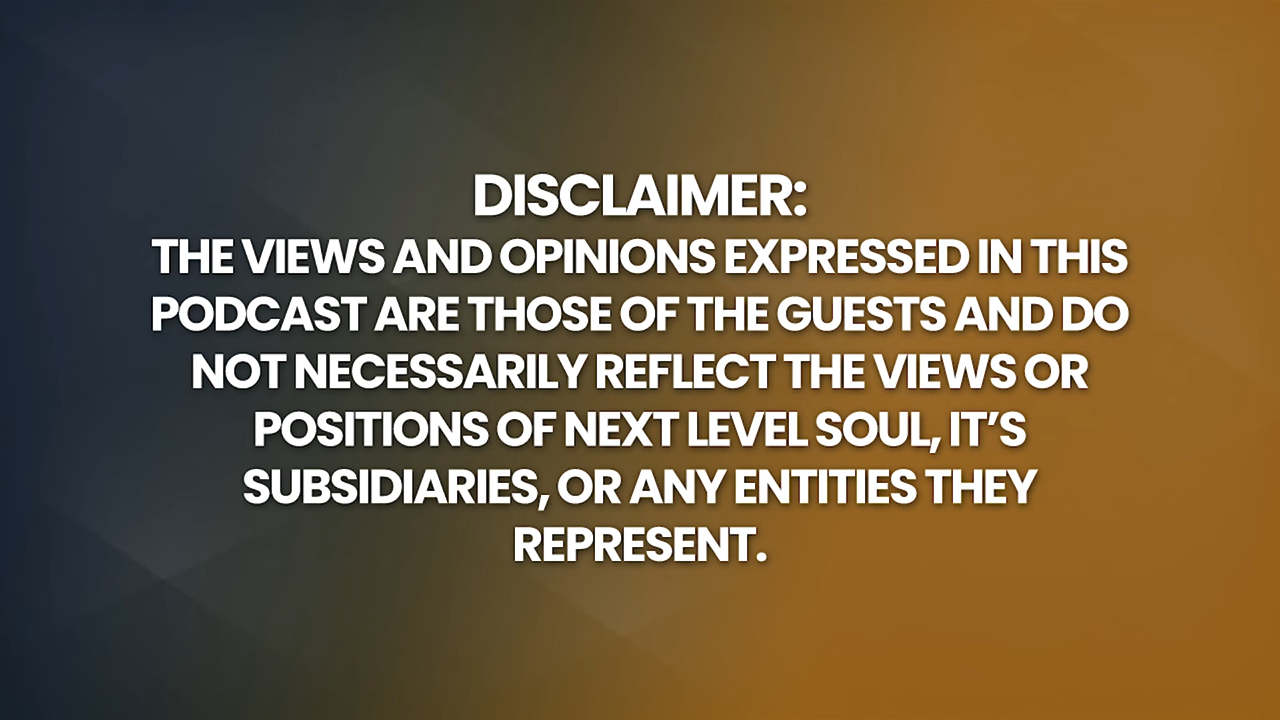 DISCLAIMER:
THE VIEWS AND OPINIONS EXPRESSED IN THIS
PODCAST ARE THOSE OF THE GUESTS AND DO
NOT NECESSARILY REFLECT THE VIEWS OR
POSITIONS OF NEXT LEVEL SOUL, IT’S
SUBSIDIARIES, OR ANY ENTITIES THEY
REPRESENT.